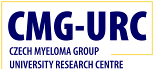 CMG-URC
CZECH MYELOMA GROUP
UNIVERSITY RESEARCH CENTRE